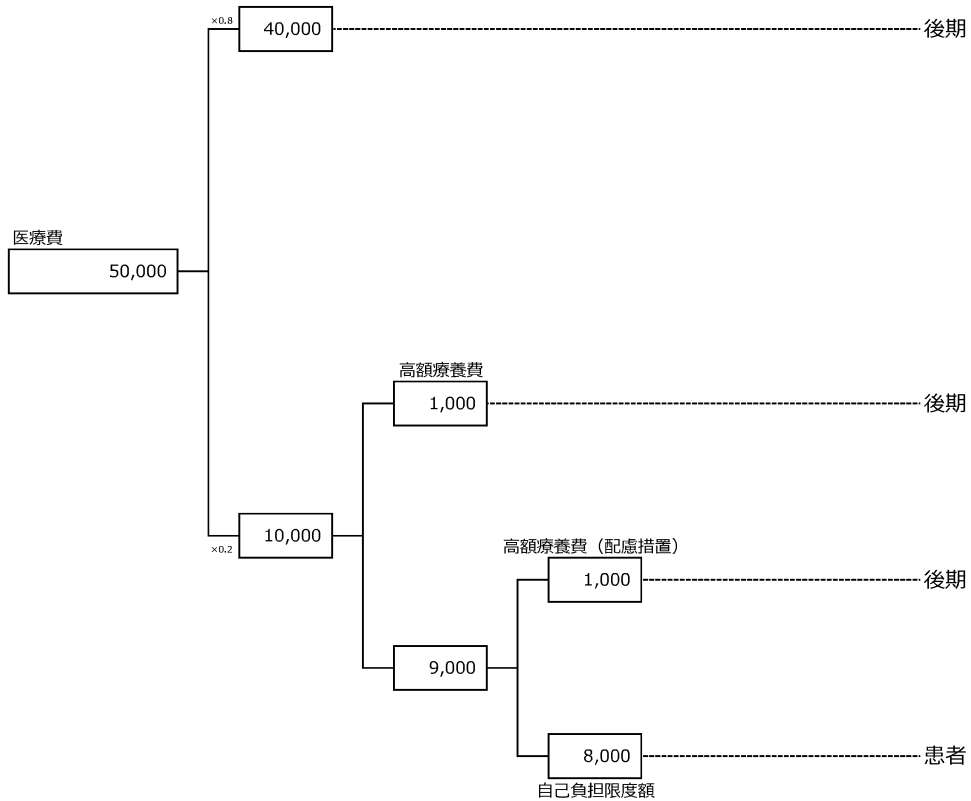 ×0.8
40,000
後期
医療費
50,000
高額療養費
1,000
後期
10,000
×0.2
高額療養費（配慮措置）
1,000
後期
9,000
8,000
患者
自己負担限度額